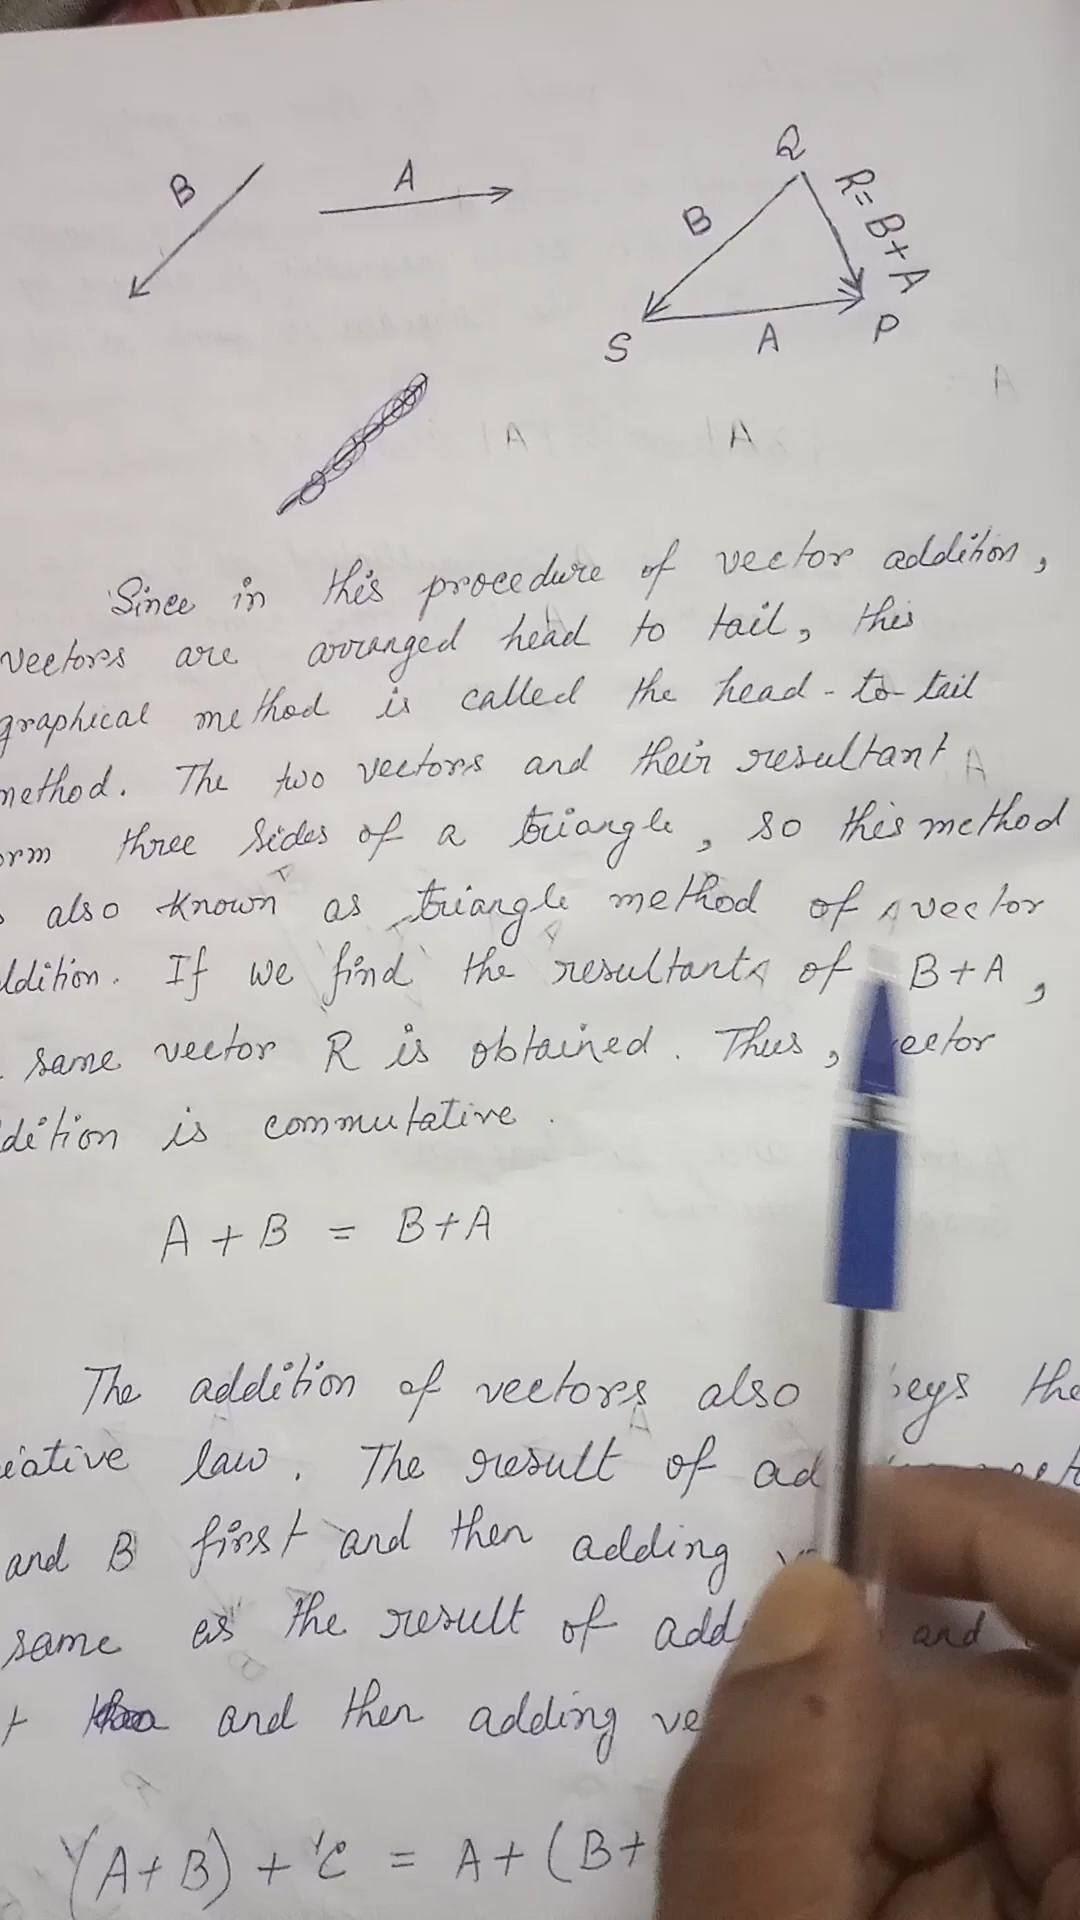 Q
B
A
B
R = B + A
S
A
P
Since in this procedure of vector addition,
vectors are arranged head to tail, this
graphical method is called the head-to-tail
method. The two vectors and their resultant
three sides of a triangle, so this method
also known as triangle method of vector
If we find the resultant of B + A,
same vector R is obtained. Thus,
is commutative.
A + B = B + A
The addition of vectors also the
law. The result of
and B first and then adding
same as the result of and
and then adding
(A + B) + C = A + (B +